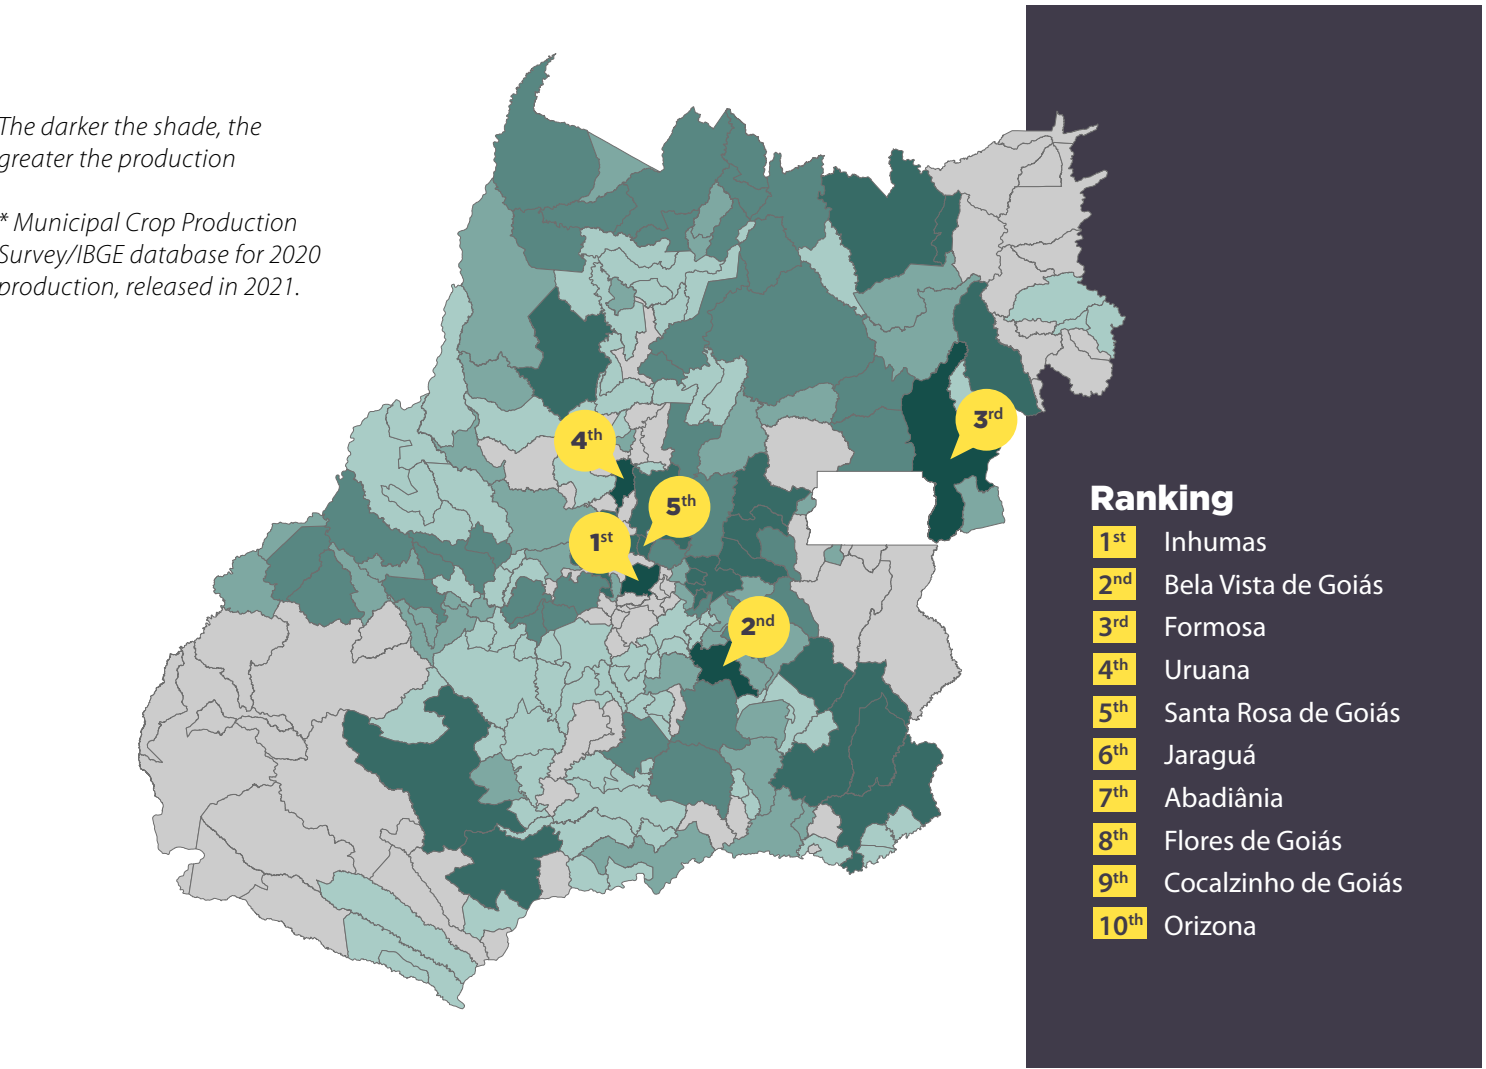 The darker the shade, the
greater the production
* Municipal Crop Production
Survey/IBGE database for 2020
production, released in 2021.
3rd
4th
5th
1st
2nd
Ranking
1st Inhumas
2nd Bela Vista de Goiás
3rd Formosa
4th Uruana
5th Santa Rosa de Goiás
6th Jaraguá
7th Abadiânia
8th Flores de Goiás
9th Cocalzinho de Goiás
10th Orizona